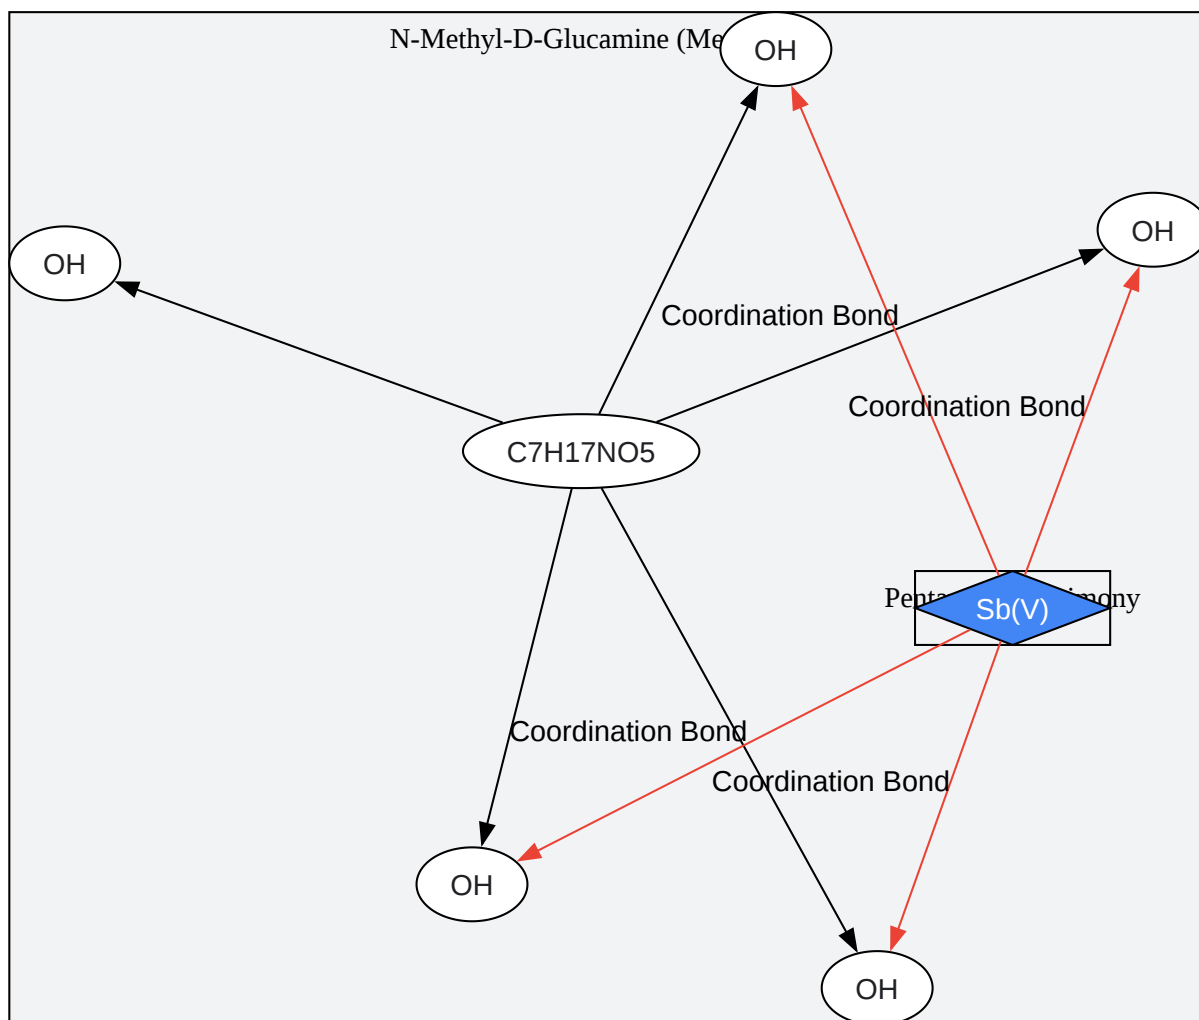 N-Methyl-D-Glucamine (Me
OH
OH
OH
Coordination Bond
Coordination Bond
C7H17NO5
Sb(V)
Coordination Bond
Coordination Bond
OH
OH